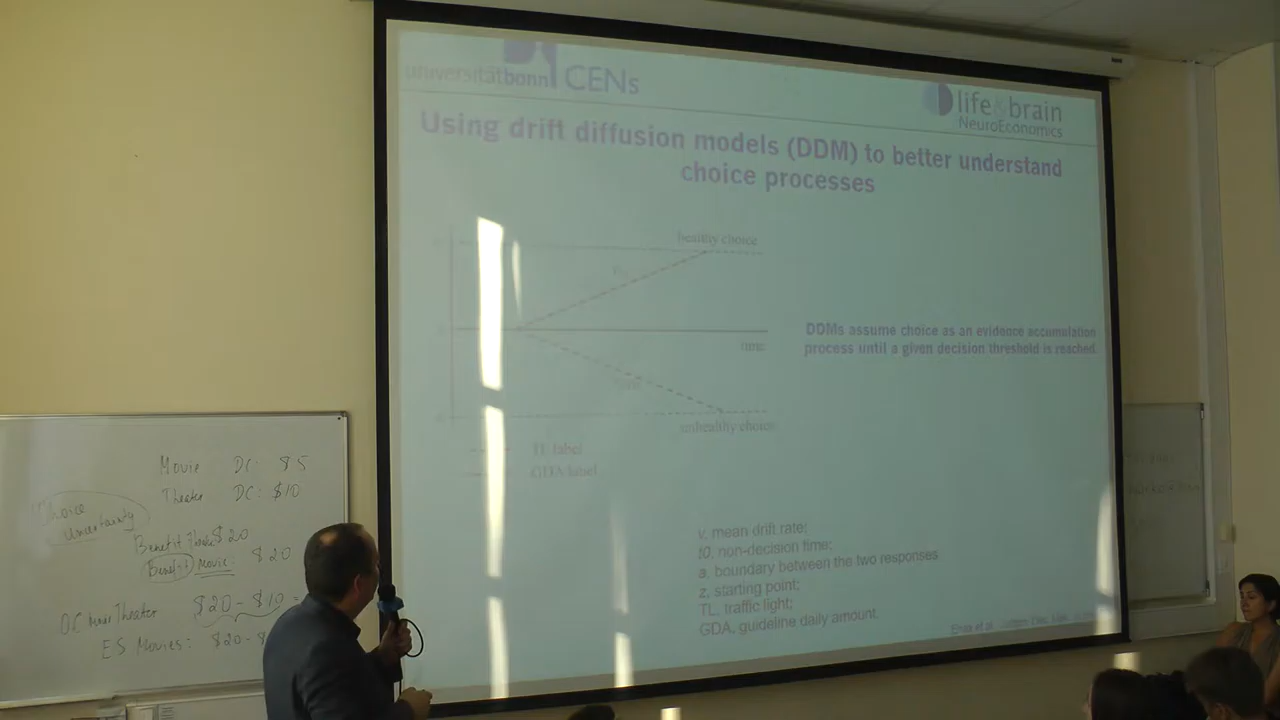 universitätbonn CENs
life&brain
NeuroEconomics
Using drift diffusion models (DDM) to better understand
choice processes
healthy choice
time
unhealthy choice
TL label
GDA label
DDMs assume choice as an evidence accumulation
process until a given decision threshold is reached.
v, mean drift rate;
t0, non-decision time;
a, boundary between the two responses
z, starting point;
TL, traffic light;
GDA, guideline daily amount.
Movie DC: $5
Theater DC: $10
Choice
Uncertainty
Benefit $20
Benefit Movie: $20
OC Theater $20 - $10 =
ES Movies: $20 -